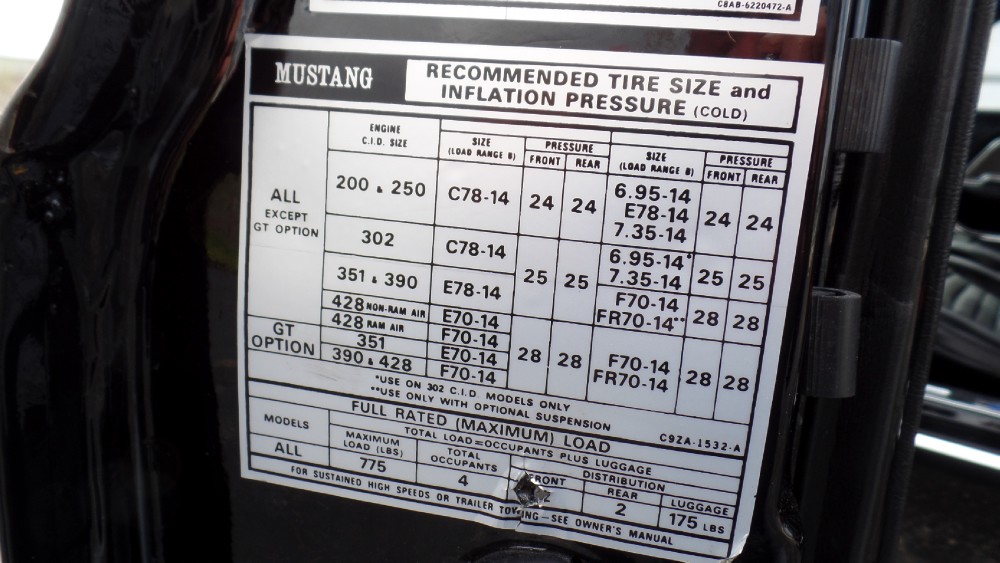 C8AB-6220472-A
MUSTANG
RECOMMENDED TIRE SIZE and
INFLATION PRESSURE (COLD)
ENGINE
C.I.D. SIZE
SIZE
(LOAD RANGE B)
PRESSURE
FRONT REAR
SIZE
(LOAD RANGE B)
PRESSURE
FRONT REAR
ALL
EXCEPT
GT OPTION
200 & 250
C78-14
24 24
6.95-14
E78-14
7.35-14
24 24
302
C78-14
25 25
6.95-14*
7.35-14
25 25
351 & 390
E78-14
F70-14
FR70-14**
28 28
428 NON-RAM AIR
E70-14
428 RAM AIR
F70-14
28 28
F70-14
FR70-14
28 28
GT
OPTION
351
E70-14
390 & 428
F70-14
*USE ON 302 C.I.D. MODELS ONLY
**USE ONLY WITH OPTIONAL SUSPENSION
C9ZA-1532-A
FULL RATED (MAXIMUM) LOAD
TOTAL LOAD=OCCUPANTS PLUS LUGGAGE
MODELS
MAXIMUM
LOAD (LBS)
TOTAL
OCCUPANTS
DISTRIBUTION
FRONT REAR LUGGAGE
ALL
775
4
2
175 LBS
FOR SUSTAINED HIGH SPEEDS OR TRAILER TOWING—SEE OWNER'S MANUAL